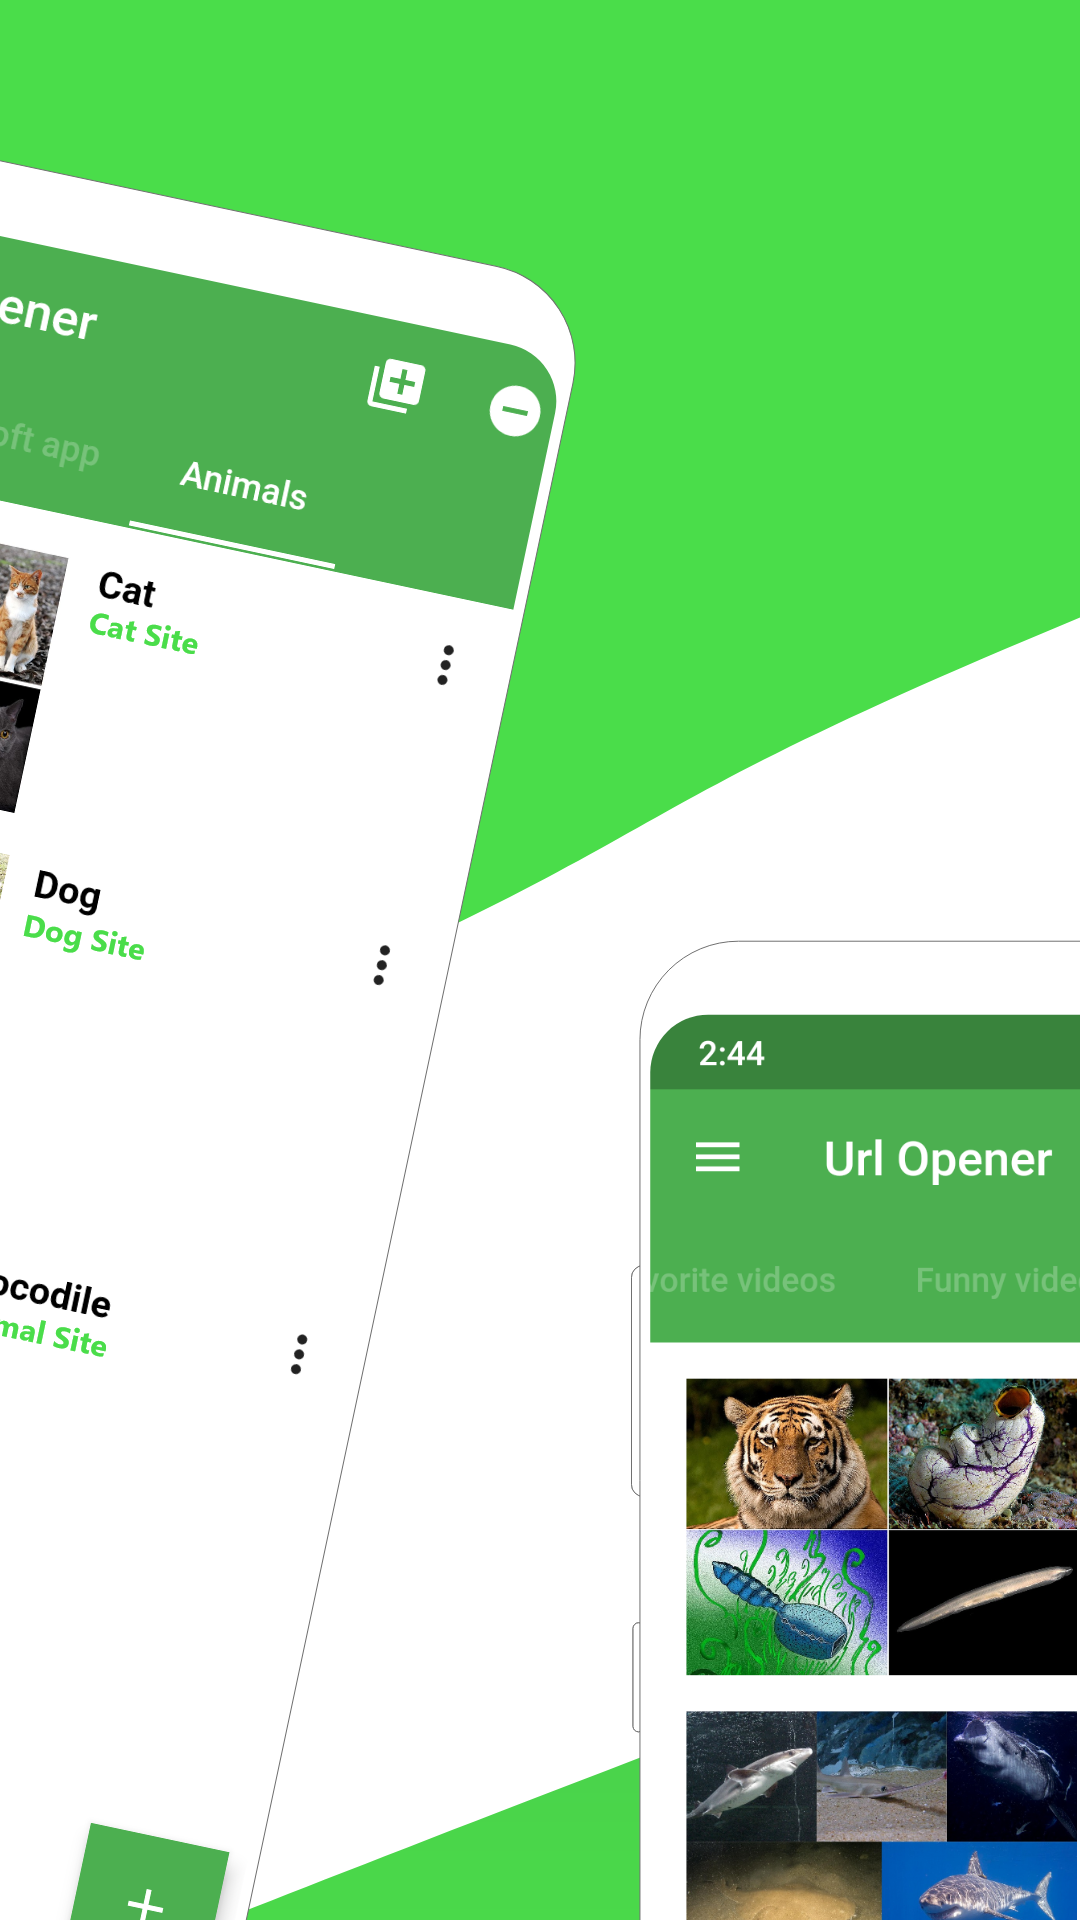 ener
oft app
Animals
Cat
Cat Site
Dog
Dog Site
ocodile
mal Site
2:44
Url Opener
vorite videos
Funny vide